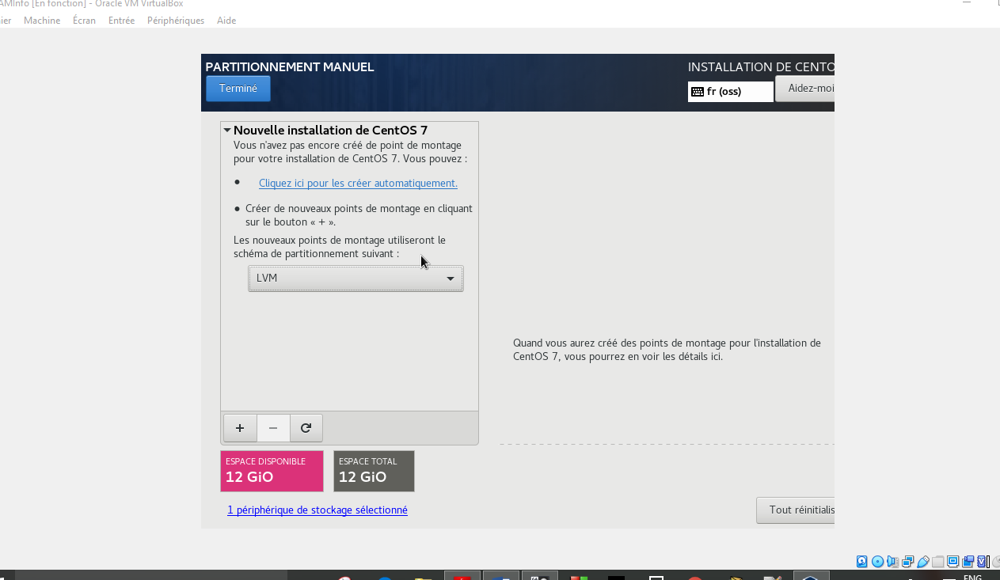 AMInfo [En fonction] - Oracle VM VirtualBox
ier Machine Écran Entrée Périphériques Aide
PARTITIONNEMENT MANUEL
INSTALLATION DE CENTO
Terminé
fr (oss)
Aidez-moi
Nouvelle installation de CentOS 7
Vous n'avez pas encore créé de point de montage
pour votre installation de CentOS 7. Vous pouvez :
• Cliquez ici pour les créer automatiquement.
• Créer de nouveaux points de montage en cliquant
sur le bouton « + ».
Les nouveaux points de montage utiliseront le
schéma de partitionnement suivant :
LVM
Quand vous aurez créé des points de montage pour l'installation de
CentOS 7, vous pourrez en voir les détails ici.
+ −
ESPACE DISPONIBLE
12 GiO
ESPACE TOTAL
12 GiO
1 périphérique de stockage sélectionné
Tout réinitialis
ENG